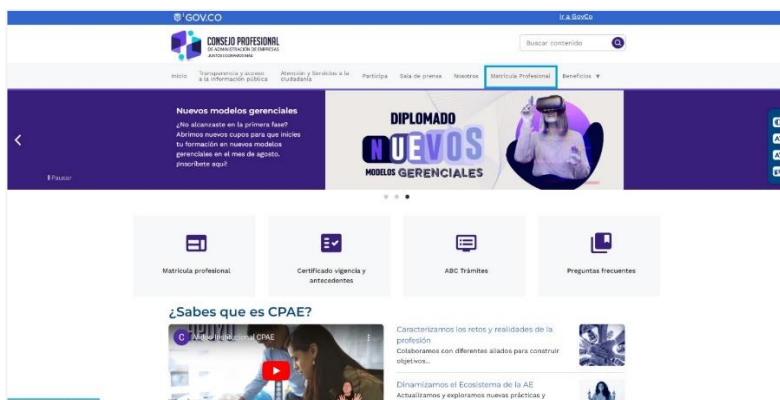 GOV.CO
Ir a GovCo
CONSEJO PROFESIONAL
DE ADMINISTRACIÓN DE EMPRESAS
Buscar contenido
Inicio
Transparencia y acceso
a la información pública
Atención y Servicios a la
ciudadanía
Participa
Sala de prensa
Nosotros
Matrícula Profesional
Beneficios
Nuevos modelos gerenciales
¿No alcanzaste en la primera fase?
Abrimos nuevos cupos para que inicies
tu formación en nuevos modelos
gerenciales en el mes de agosto.
¡Inscríbete aquí!
Pausar
DIPLOMADO
NUEVOS
MODELOS GERENCIALES
Matrícula profesional
Certificado vigencia y
antecedentes
ABC Trámites
Preguntas frecuentes
¿Sabes que es CPAE?
C
Video Institucional CPAE
Caracterizamos los retos y realidades de la
profesión
Colaboramos con diferentes aliados para construir
objetivos...
Dinamizamos el Ecosistema de la AE
Actualizamos y exploramos nuevas prácticas y